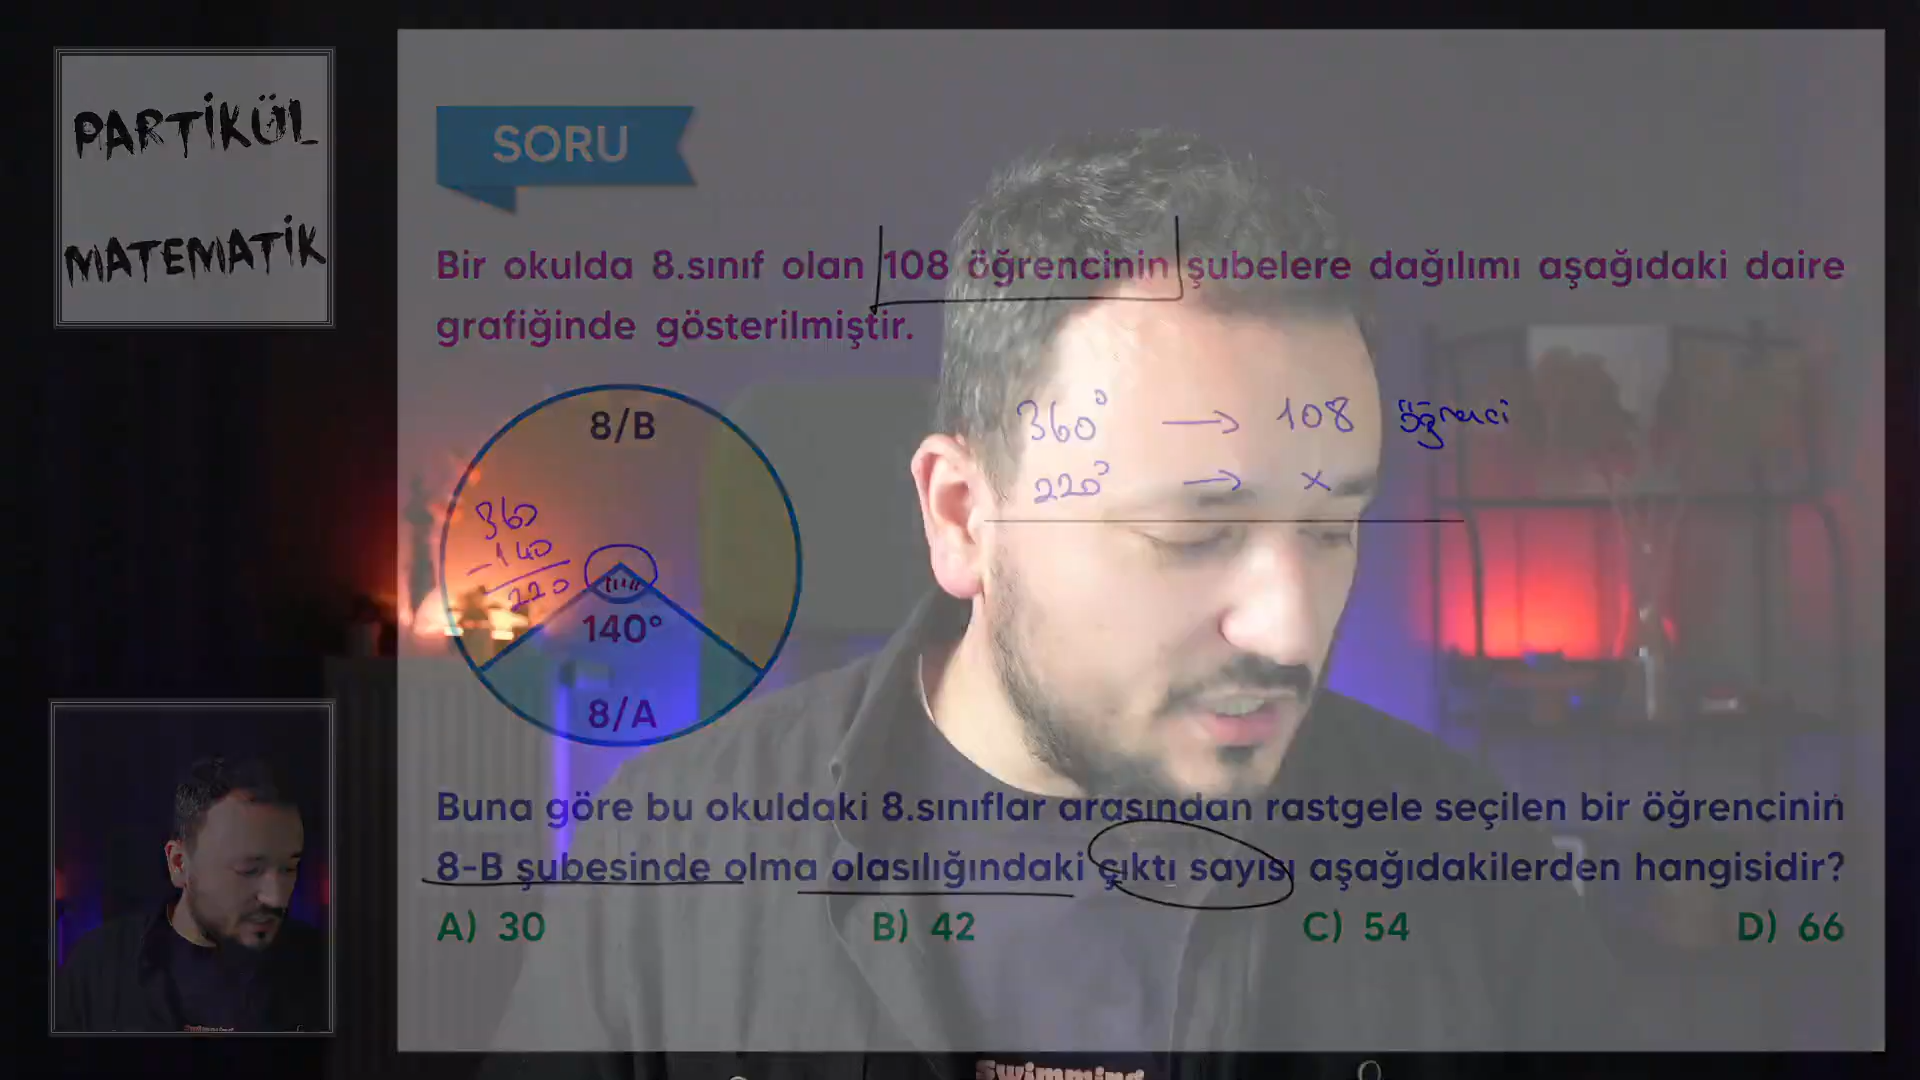 PARTİKÜL
MATEMATİK
SORU
Bir okulda 8.sınıf olan 108 öğrencinin şubelere dağılımı aşağıdaki daire
grafiğinde gösterilmiştir.
8/B
360
-140
220
140°
8/A
360° → 108 öğrenci
220° → x
Buna göre bu okuldaki 8.sınıflar arasından rastgele seçilen bir öğrencinin
8-B şubesinde olma olasılığındaki çıktı sayısı aşağıdakilerden hangisidir?
A) 30 B) 42 C) 54 D) 66
Swimming